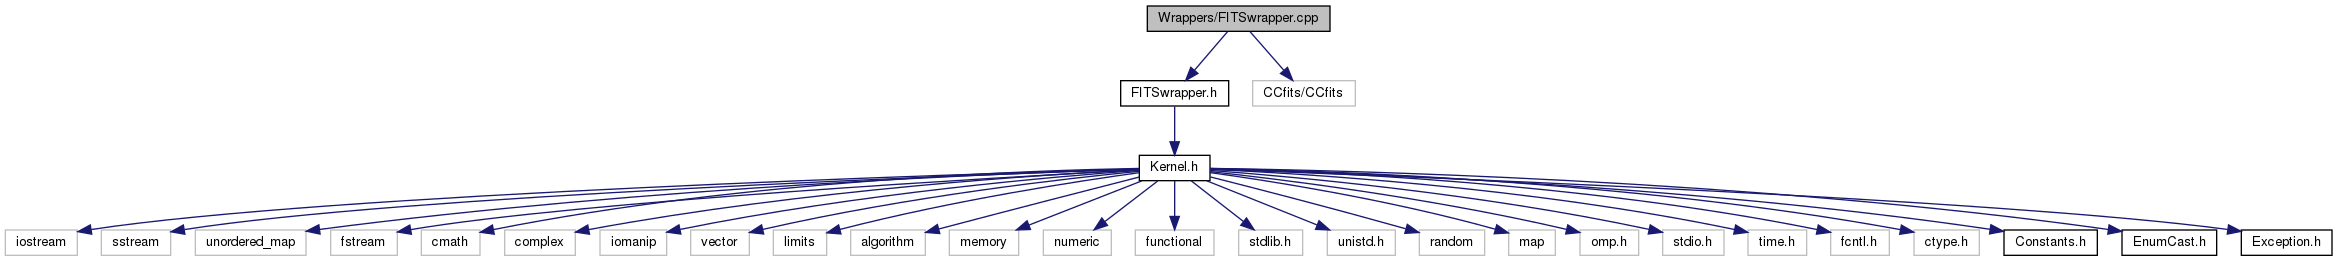 Wrappers/FITSwrapper.cpp
FITSwrapper.h
CCfits/CCfits
Kernel.h
iostream
sstream
unordered_map
fstream
cmath
complex
iomanip
vector
limits
algorithm
memory
numeric
functional
stdlib.h
unistd.h
random
map
omp.h
stdio.h
time.h
fcntl.h
ctype.h
Constants.h
EnumCast.h
Exception.h